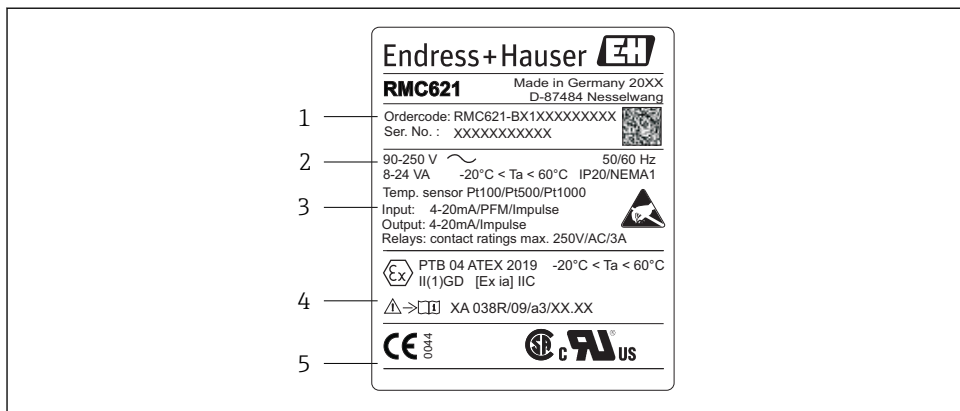 Endress+Hauser EH
RMC621
Made in Germany 20XX
D-87484 Nesselwang
1
Ordercode: RMC621-BX1XXXXXXXXX
Ser. No. : XXXXXXXXXXX
2
90-250 V 50/60 Hz
8-24 VA -20°C < Ta < 60°C IP20/NEMA1
Temp. sensor Pt100/Pt500/Pt1000
3
Input: 4-20mA/PFM/Impulse
Output: 4-20mA/Impulse
Relays: contact ratings max. 250V/AC/3A
Ex PTB 04 ATEX 2019 -20°C < Ta < 60°C
II(1)GD [Ex ia] IIC
4
XA 038R/09/a3/XX.XX
CE 0044 SA C RU ® US
5